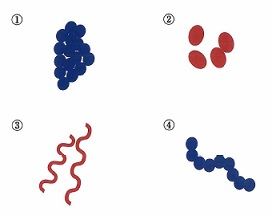 ① ②
③ ④